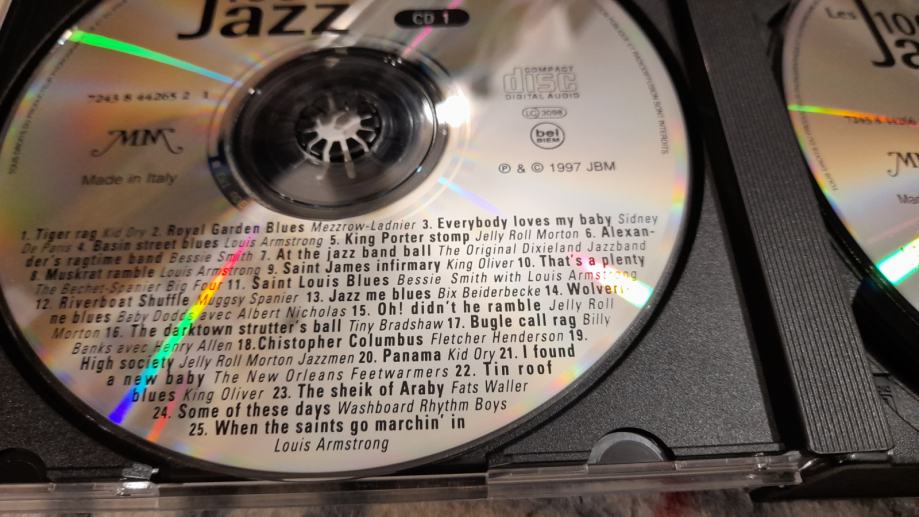 Jazz
CD 1
7243 8 44265 2 1
MM
Made in Italy
COMPACT
disc
DIGITAL AUDIO
LC 3098
bel
BIEM
℗ & © 1997 JBM
1. Tiger rag Kid Ory 2. Royal Garden Blues Mezzrow-Ladnier 3. Everybody loves my baby Sidney
De Paris 4. Basin street blues Louis Armstrong 5. King Porter stomp Jelly Roll Morton 6. Alexan-
der's ragtime band Bessie Smith 7. At the jazz band ball The Original Dixieland Jazzband
8. Muskrat ramble Louis Armstrong 9. Saint James infirmary King Oliver 10. That's a plenty
The Bechet-Spanier Big Four 11. Saint Louis Blues Bessie Smith with Louis Armstrong
12. Riverboat Shuffle Muggsy Spanier 13. Jazz me blues Bix Beiderbecke 14. Wolveri-
ne blues Baby Dodds avec Albert Nicholas 15. Oh! didn't he ramble Jelly Roll
Morton 16. The darktown strutter's ball Tiny Bradshaw 17. Bugle call rag Billy
Banks avec Henry Allen 18. Chistopher Columbus Fletcher Henderson 19.
High society Jelly Roll Morton Jazzmen 20. Panama Kid Ory 21. I found
a new baby The New Orleans Feetwarmers 22. Tin roof
blues King Oliver 23. The sheik of Araby Fats Waller
24. Some of these days Washboard Rhythm Boys
25. When the saints go marchin' in
Louis Armstrong
Les